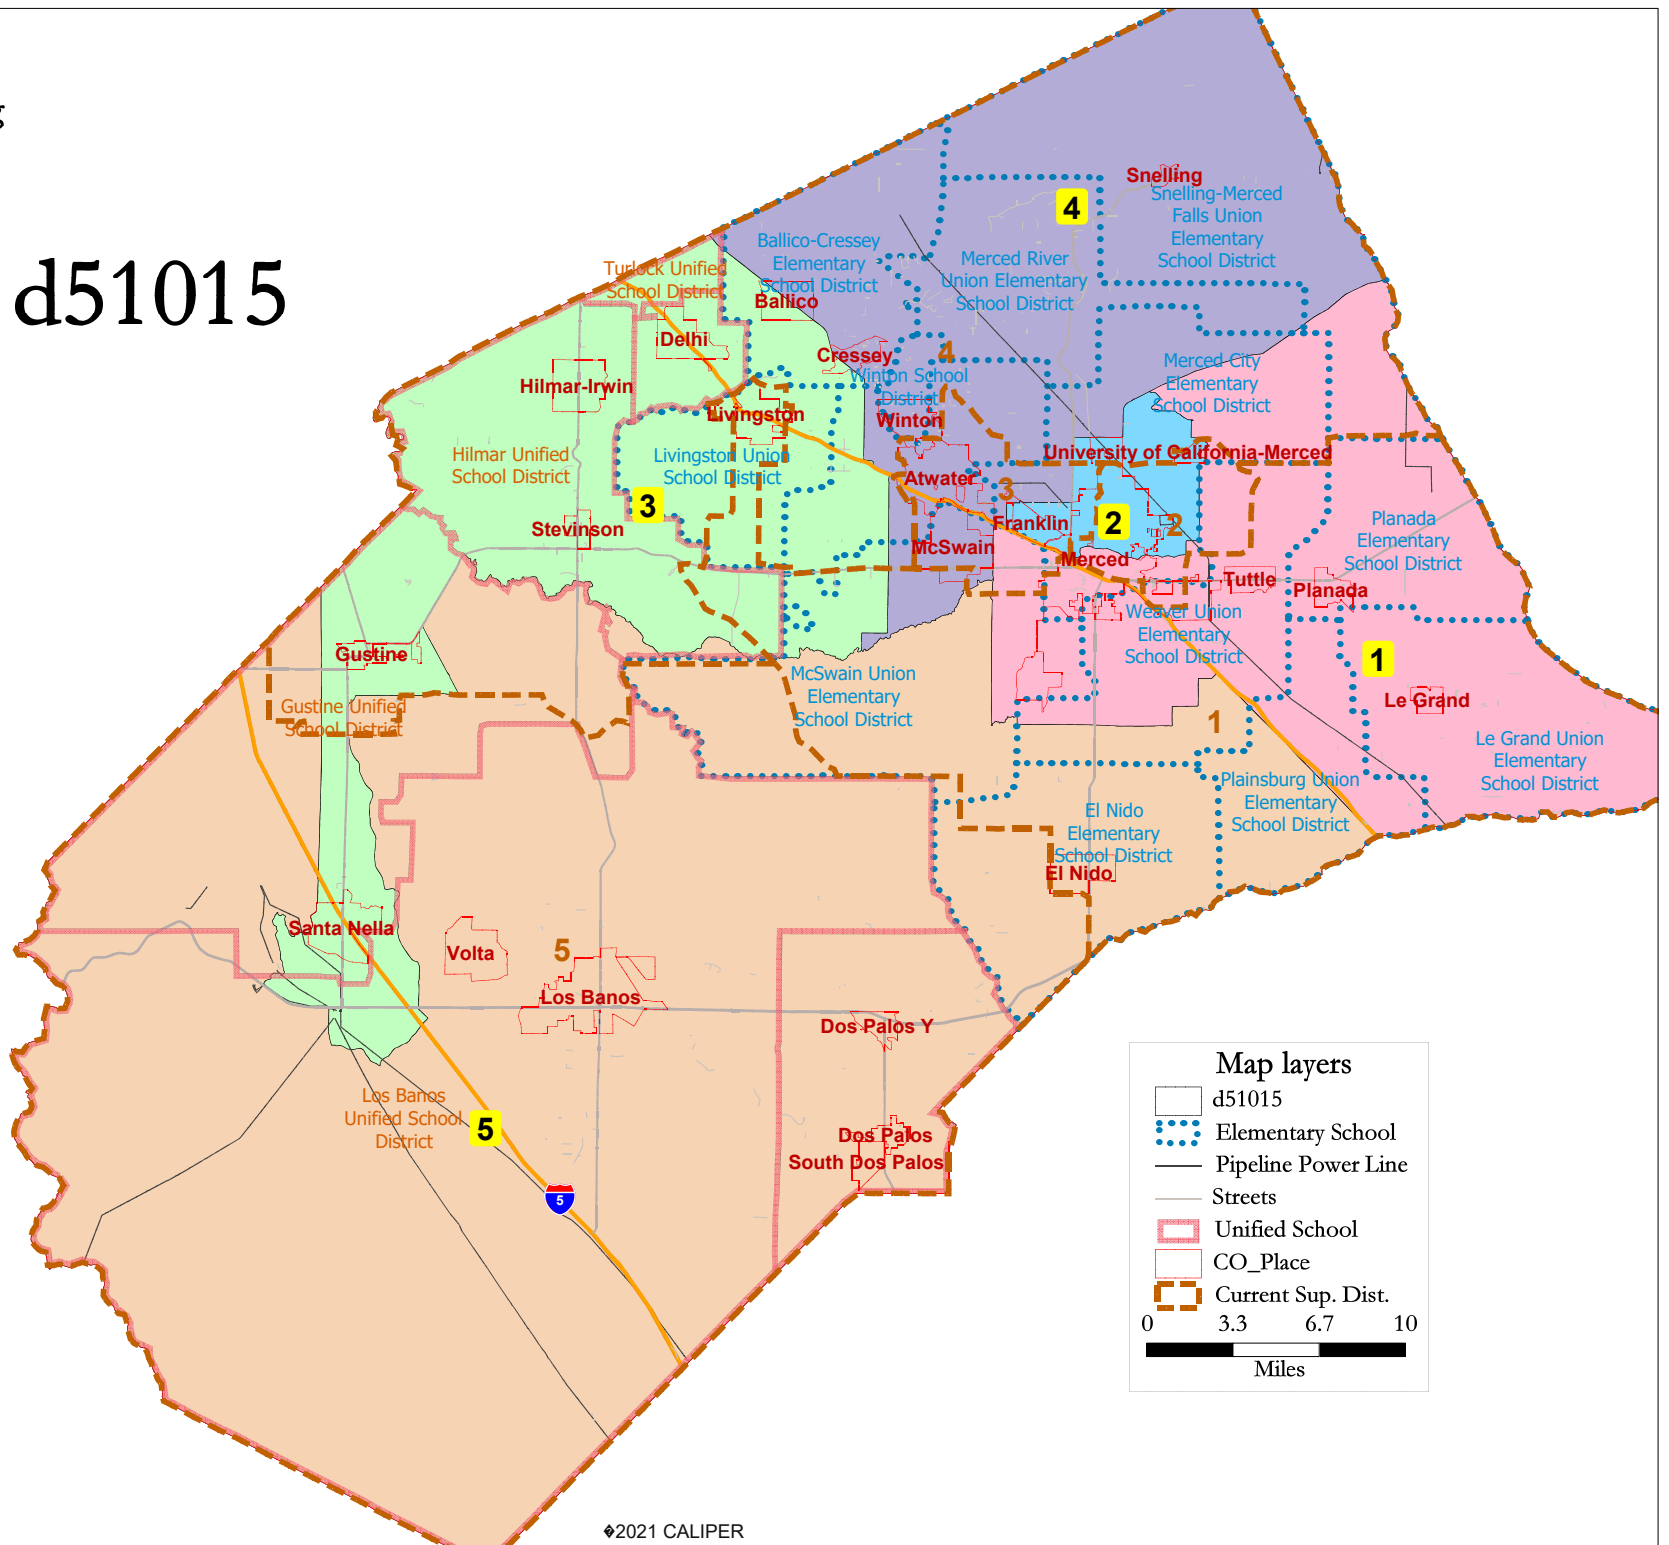 g
d51015
Snelling
Snelling-Merced
Falls Union
Elementary
School District
4
Ballico-Cressey
Elementary
School District
Merced River
Union Elementary
School District
Turlock Unified
School District
Ballico
Delhi
Cressey
4
Winton School
District
Merced City
Elementary
School District
Hilmar-Irwin
Livingston
Winton
Hilmar Unified
School District
Livingston Union
School District
University of California-Merced
Atwater
3
3
Stevinson
Franklin
2
2
McSwain
Merced
Planada
Elementary
School District
Tuttle
Planada
Weaver Union
Elementary
School District
Gustine
1
McSwain Union
Elementary
School District
Le Grand
Gustine Unified
School District
1
Le Grand Union
Elementary
School District
Plainsburg Union
Elementary
School District
El Nido
Elementary
School District
El Nido
Santa Nella
Volta
5
Los Banos
Dos Palos Y
Los Banos
Unified School
District
5
Dos Palos
South Dos Palos
5
Map layers
d51015
Elementary School
Pipeline Power Line
Streets
Unified School
CO_Place
Current Sup. Dist.
0 3.3 6.7 10
Miles
�2021 CALIPER